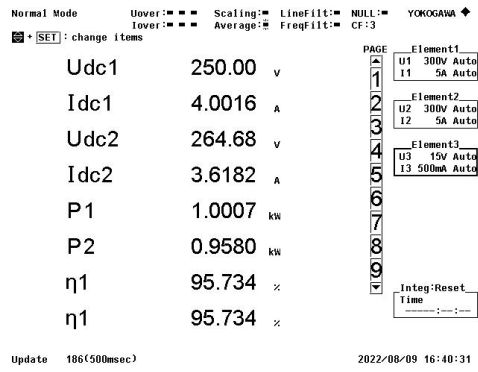 Normal Mode Uover: Scaling: LineFilt: NULL: YOKOGAWA
Iover: Average: FreqFilt: CF:3
+ SET : change items
PAGE
Udc1 250.00 V
Idc1 4.0016 A
Udc2 264.68 V
Idc2 3.6182 A
P1 1.0007 kW
P2 0.9580 kW
η1 95.734 %
η1 95.734 %
1
2
3
4
5
6
7
8
9
Element1
U1 300V Auto
I1 5A Auto
Element2
U2 300V Auto
I2 5A Auto
Element3
U3 15V Auto
I3 500mA Auto
Integ:Reset
Time
-----:--:--
Update 186(500msec) 2022/08/09 16:40:31